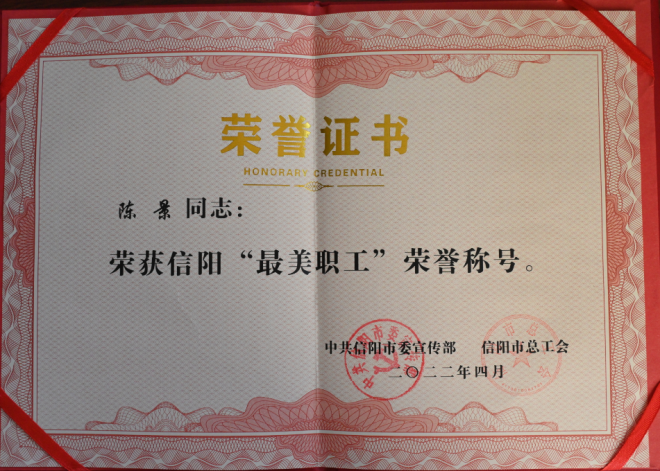 荣誉证书
HONORARY CREDENTIAL
陈 景 同志：
荣获信阳“最美职工”荣誉称号。
中共信阳市委宣传部 信阳市总工会
二〇二二年四月